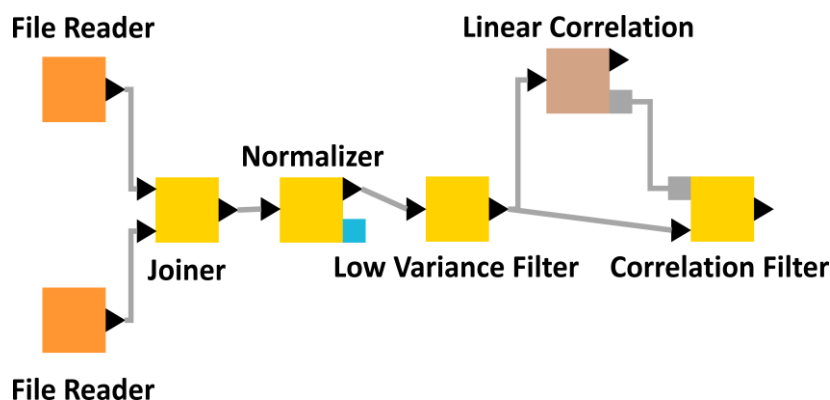 File Reader
Linear Correlation
Normalizer
Joiner
Low Variance Filter
Correlation Filter
File Reader